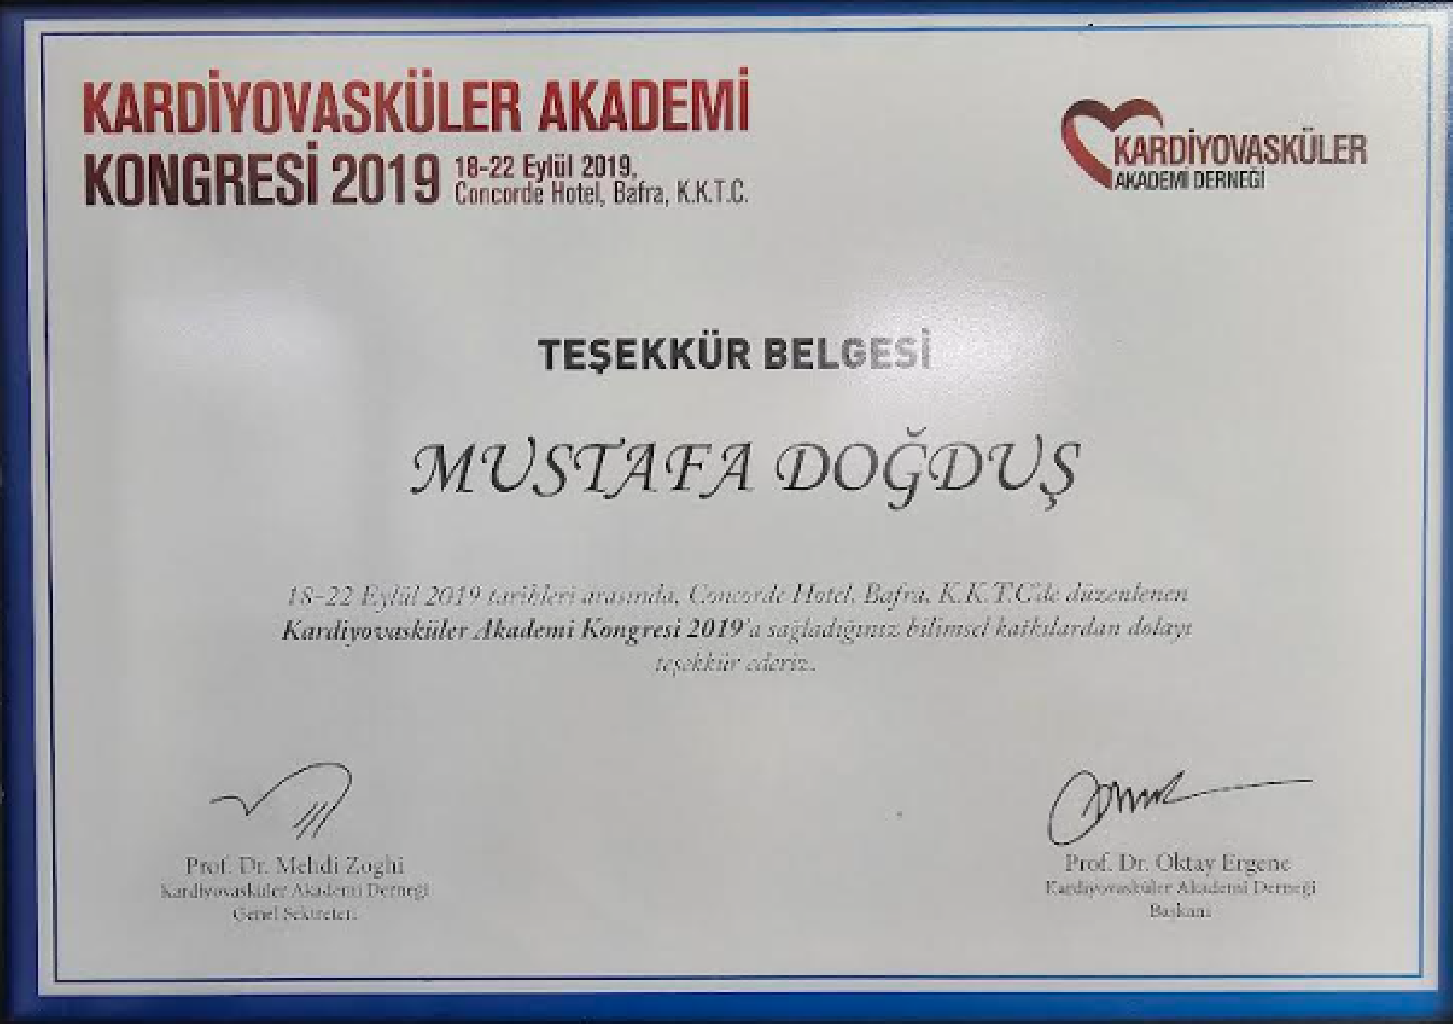 KARDİYOVASKÜLER AKADEMİ
KONGRESİ 2019 18-22 Eylül 2019,
Concorde Hotel, Bafra, K.K.T.C.
KARDİYOVASKÜLER
AKADEMİ DERNEĞİ
TEŞEKKÜR BELGESİ
MUSTAFA DOĞDUŞ
18-22 Eylül 2019 tarihleri arasında, Concorde Hotel, Bafra, K.K.T.C'de düzenlenen
Kardiyovasküler Akademi Kongresi 2019'a sağladığınız bilimsel katkılardan dolayı
teşekkür ederiz.
Prof. Dr. Mehdi Zoghi
Kardiyovasküler Akademi Derneği
Genel Sekreteri
Prof. Dr. Oktay Ergene
Kardiyovasküler Akademi Derneği
Başkanı